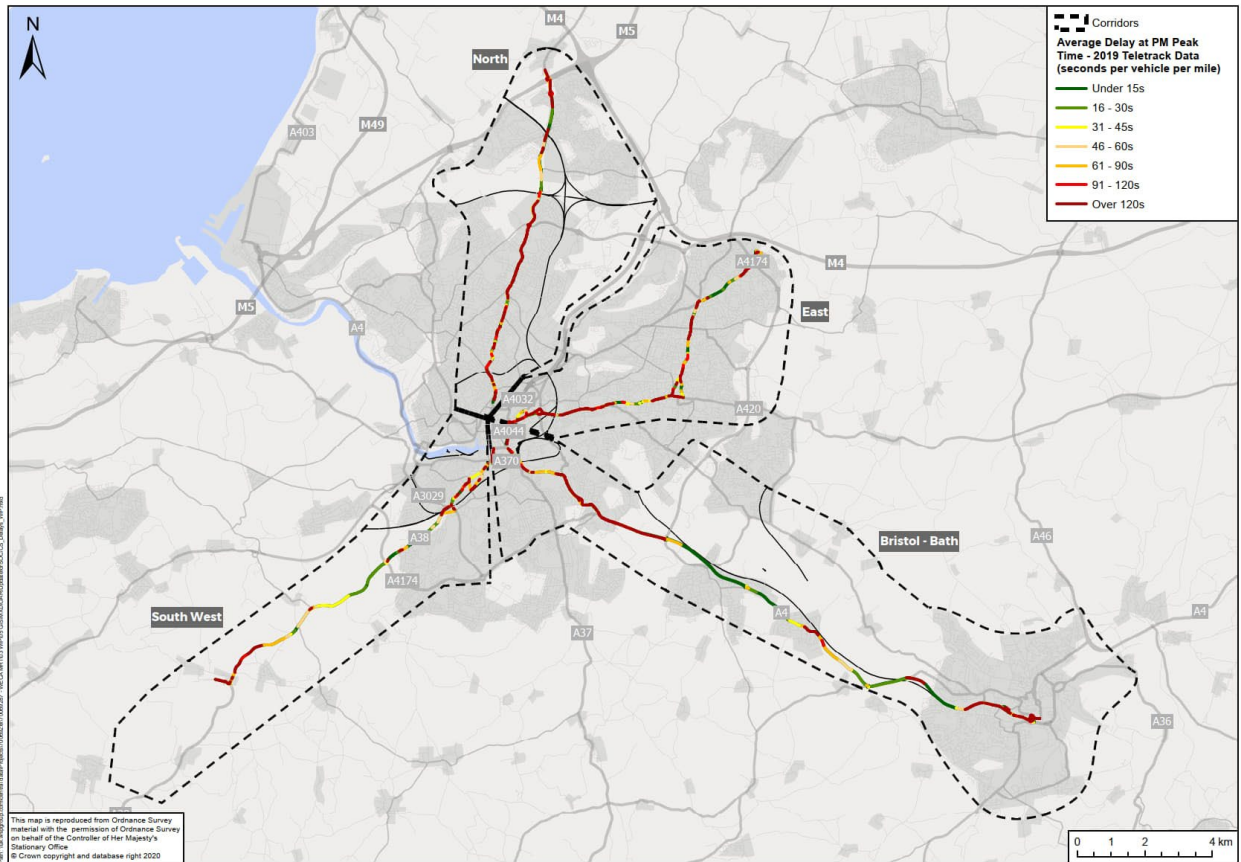 N
M4
M5
North
M49
A403
M5
A4
A4174
M4
East
A4032
A420
A4044
A370
A3029
A38
A4174
Bristol - Bath
A46
A4
South West
A37
A4
A36
Corridors
Average Delay at PM Peak
Time - 2019 Teletrack Data
(seconds per vehicle per mile)
Under 15s
16 - 30s
31 - 45s
46 - 60s
61 - 90s
91 - 120s
Over 120s
This map is reproduced from Ordnance Survey
material with the permission of Ordnance Survey
on behalf of the Controller of Her Majesty's
Stationary Office
© Crown copyright and database right 2020
0 1 2 4 km